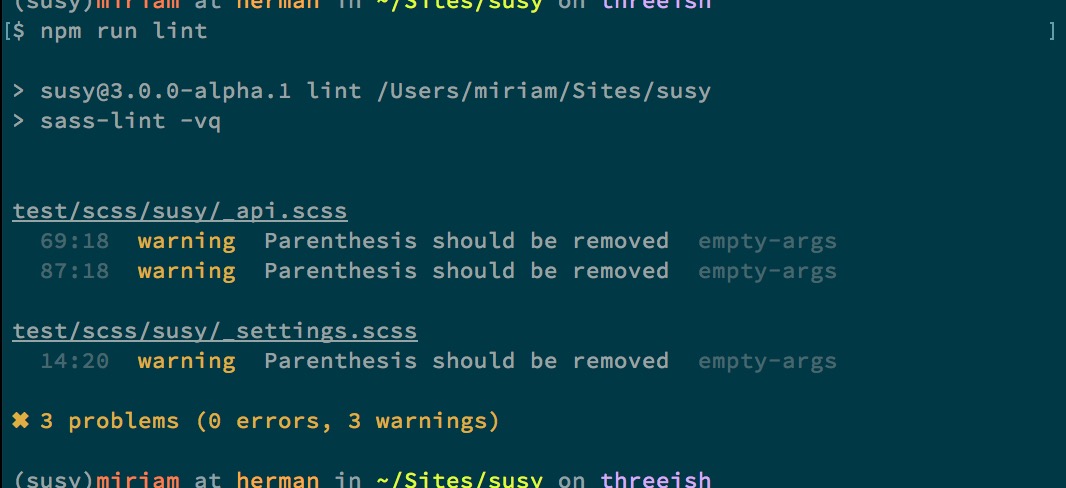 (susy)miriam at herman in ~/Sites/susy on threeish
[$ npm run lint ]
> susy@3.0.0-alpha.1 lint /Users/miriam/Sites/susy
> sass-lint -vq
test/scss/susy/_api.scss
69:18 warning Parenthesis should be removed empty-args
87:18 warning Parenthesis should be removed empty-args
test/scss/susy/_settings.scss
14:20 warning Parenthesis should be removed empty-args
✖ 3 problems (0 errors, 3 warnings)
(susy)miriam at herman in ~/Sites/susy on threeish